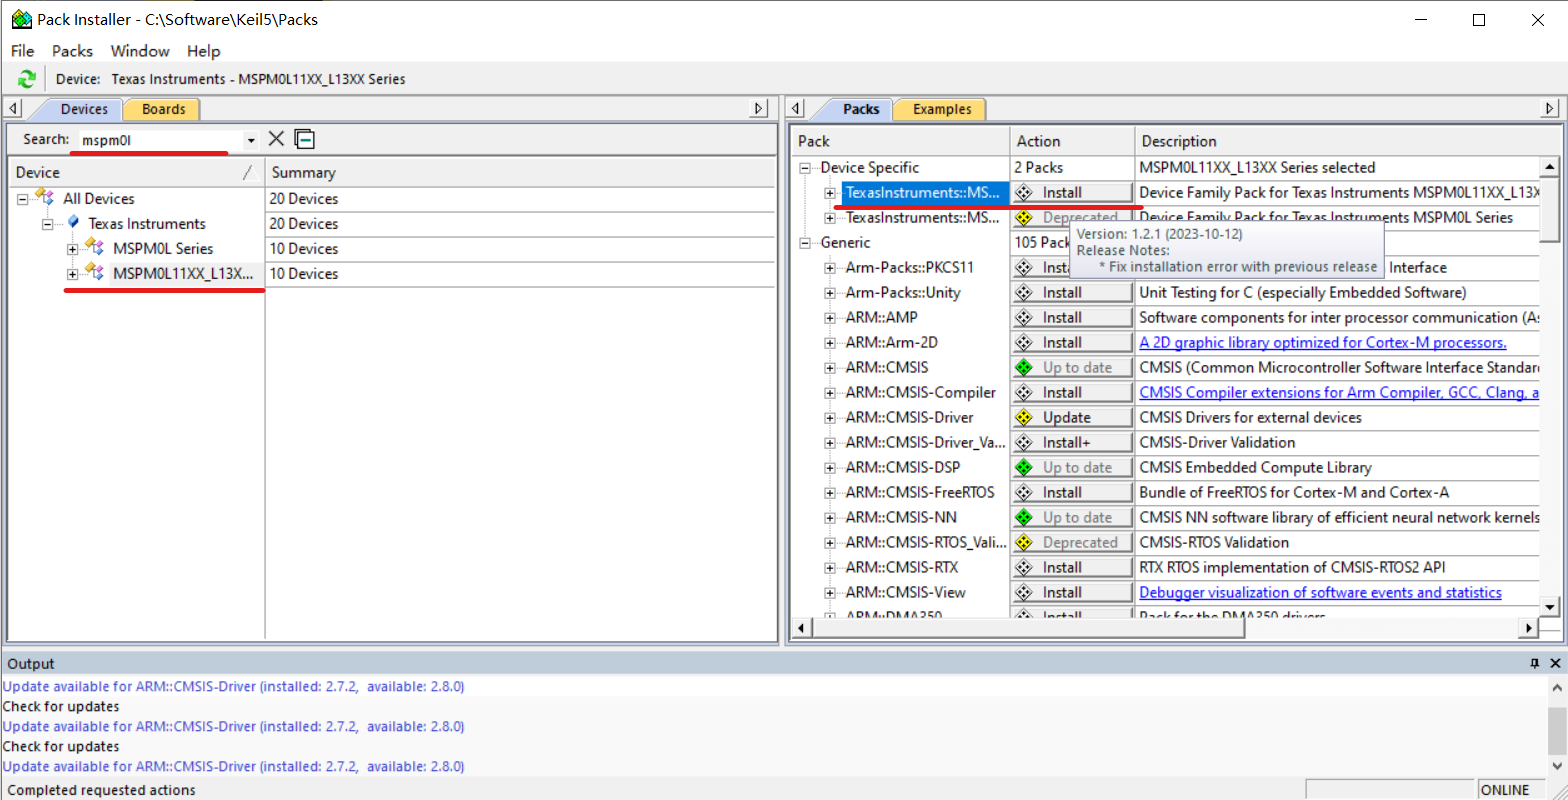 Pack Installer - C:\Software\Keil5\Packs
File Packs Window Help
Device: Texas Instruments - MSPM0L11XX_L13XX Series
Devices Boards
Search: mspm0l
Device Summary
All Devices 20 Devices
Texas Instruments 20 Devices
MSPM0L Series 10 Devices
MSPM0L11XX_L13X... 10 Devices
Packs Examples
Pack Action Description
Device Specific 2 Packs MSPM0L11XX_L13XX Series selected
TexasInstruments::MS... Install Device Family Pack for Texas Instruments MSPM0L11XX_L13X
TexasInstruments::MS... Deprecated Device Family Pack for Texas Instruments MSPM0L Series
Generic 105 Pack
Version: 1.2.1 (2023-10-12)
Release Notes:
* Fix installation error with previous release
Arm-Packs::PKCS11 Insta Interface
Arm-Packs::Unity Install Unit Testing for C (especially Embedded Software)
ARM::AMP Install Software components for inter processor communication (As
ARM::Arm-2D Install A 2D graphic library optimized for Cortex-M processors.
ARM::CMSIS Up to date CMSIS (Common Microcontroller Software Interface Standard
ARM::CMSIS-Compiler Install CMSIS Compiler extensions for Arm Compiler, GCC, Clang, a
ARM::CMSIS-Driver Update CMSIS Drivers for external devices
ARM::CMSIS-Driver_Va... Install+ CMSIS-Driver Validation
ARM::CMSIS-DSP Up to date CMSIS Embedded Compute Library
ARM::CMSIS-FreeRTOS Install Bundle of FreeRTOS for Cortex-M and Cortex-A
ARM::CMSIS-NN Up to date CMSIS NN software library of efficient neural network kernels
ARM::CMSIS-RTOS_Vali... Deprecated CMSIS-RTOS Validation
ARM::CMSIS-RTX Install RTX RTOS implementation of CMSIS-RTOS2 API
ARM::CMSIS-View Install Debugger visualization of software events and statistics
ARM::DMA350 Install Pack for the DMA350 drivers
Output
Update available for ARM::CMSIS-Driver (installed: 2.7.2, available: 2.8.0)
Check for updates
Update available for ARM::CMSIS-Driver (installed: 2.7.2, available: 2.8.0)
Check for updates
Update available for ARM::CMSIS-Driver (installed: 2.7.2, available: 2.8.0)
Completed requested actions ONLINE